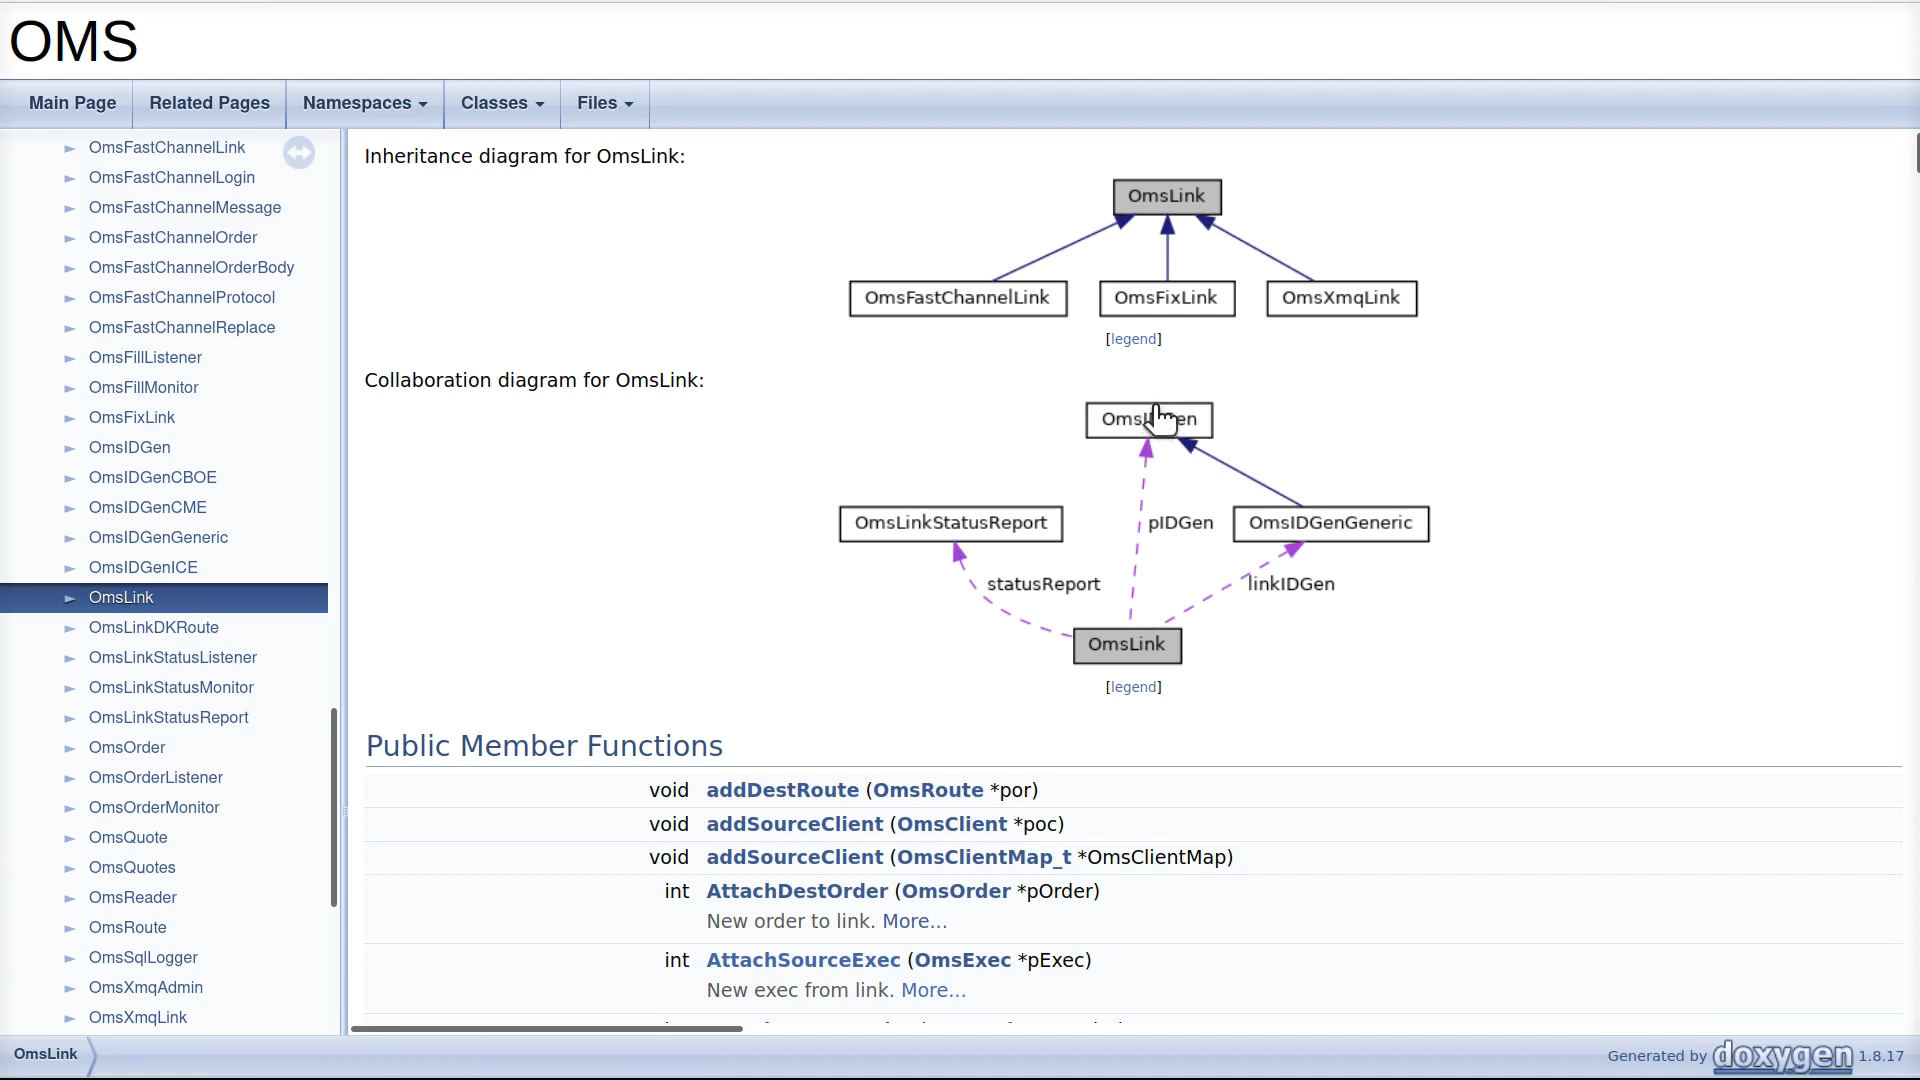 OMS
Main Page
Related Pages
Namespaces
Classes
Files
OmsFastChannelLink
OmsFastChannelLogin
OmsFastChannelMessage
OmsFastChannelOrder
OmsFastChannelOrderBody
OmsFastChannelProtocol
OmsFastChannelReplace
OmsFillListener
OmsFillMonitor
OmsFixLink
OmsIDGen
OmsIDGenCBOE
OmsIDGenCME
OmsIDGenGeneric
OmsIDGenICE
OmsLink
OmsLinkDKRoute
OmsLinkStatusListener
OmsLinkStatusMonitor
OmsLinkStatusReport
OmsOrder
OmsOrderListener
OmsOrderMonitor
OmsQuote
OmsQuotes
OmsReader
OmsRoute
OmsSqlLogger
OmsXmqAdmin
OmsXmqLink
Inheritance diagram for OmsLink:
OmsLink
OmsFastChannelLink
OmsFixLink
OmsXmqLink
[legend]
Collaboration diagram for OmsLink:
OmsIDGen
OmsLinkStatusReport
pIDGen
OmsIDGenGeneric
statusReport
linkIDGen
OmsLink
[legend]
Public Member Functions
void addDestRoute (OmsRoute *por)
void addSourceClient (OmsClient *poc)
void addSourceClient (OmsClientMap_t *OmsClientMap)
int AttachDestOrder (OmsOrder *pOrder)
New order to link. More...
int AttachSourceExec (OmsExec *pExec)
New exec from link. More...
OmsLink
Generated by doxygen 1.8.17